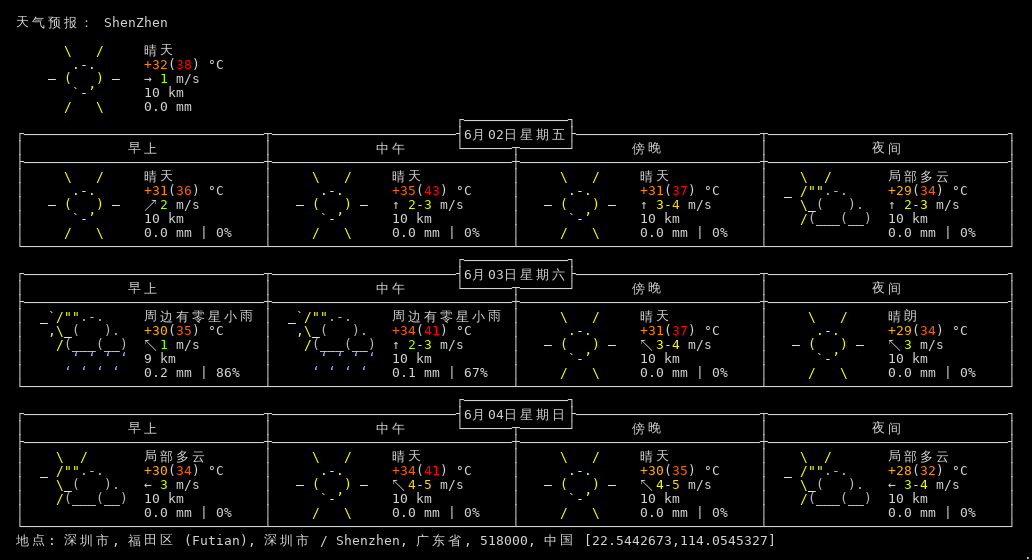 天气预报： ShenZhen
晴天
+32(38) °C
→ 1 m/s
10 km
0.0 mm
6月02日星期五
早上 中午 傍晚 夜间
晴天 晴天 晴天 局部多云
+31(36) °C +35(43) °C +31(37) °C +29(34) °C
↗ 2 m/s ↑ 2-3 m/s ↑ 3-4 m/s ↑ 2-3 m/s
10 km 10 km 10 km 10 km
0.0 mm | 0% 0.0 mm | 0% 0.0 mm | 0% 0.0 mm | 0%
6月03日星期六
早上 中午 傍晚 夜间
周边有零星小雨 周边有零星小雨 晴天 晴朗
+30(35) °C +34(41) °C +31(37) °C +29(34) °C
↖ 1 m/s ↑ 2-3 m/s ↖ 3-4 m/s ↖ 3 m/s
9 km 10 km 10 km 10 km
0.2 mm | 86% 0.1 mm | 67% 0.0 mm | 0% 0.0 mm | 0%
6月04日星期日
早上 中午 傍晚 夜间
局部多云 晴天 晴天 局部多云
+30(34) °C +34(41) °C +30(35) °C +28(32) °C
← 3 m/s ↖ 4-5 m/s ↖ 4-5 m/s ← 3-4 m/s
10 km 10 km 10 km 10 km
0.0 mm | 0% 0.0 mm | 0% 0.0 mm | 0% 0.0 mm | 0%
地点: 深圳市, 福田区 (Futian), 深圳市 / Shenzhen, 广东省, 518000, 中国 [22.5442673,114.0545327]